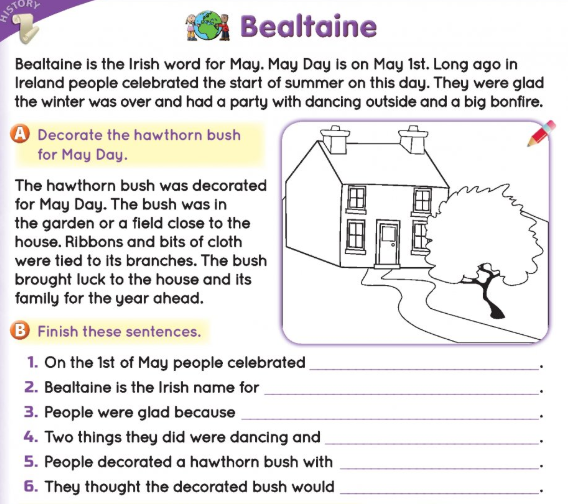 HISTORY
Bealtaine
Bealtaine is the Irish word for May. May Day is on May 1st. Long ago in
Ireland people celebrated the start of summer on this day. They were glad
the winter was over and had a party with dancing outside and a big bonfire.
A Decorate the hawthorn bush
for May Day.
The hawthorn bush was decorated
for May Day. The bush was in
the garden or a field close to the
house. Ribbons and bits of cloth
were tied to its branches. The bush
brought luck to the house and its
family for the year ahead.
B Finish these sentences.
1. On the 1st of May people celebrated ____________________.
2. Bealtaine is the Irish name for ____________________.
3. People were glad because ____________________.
4. Two things they did were dancing and ____________________.
5. People decorated a hawthorn bush with ____________________.
6. They thought the decorated bush would ____________________.